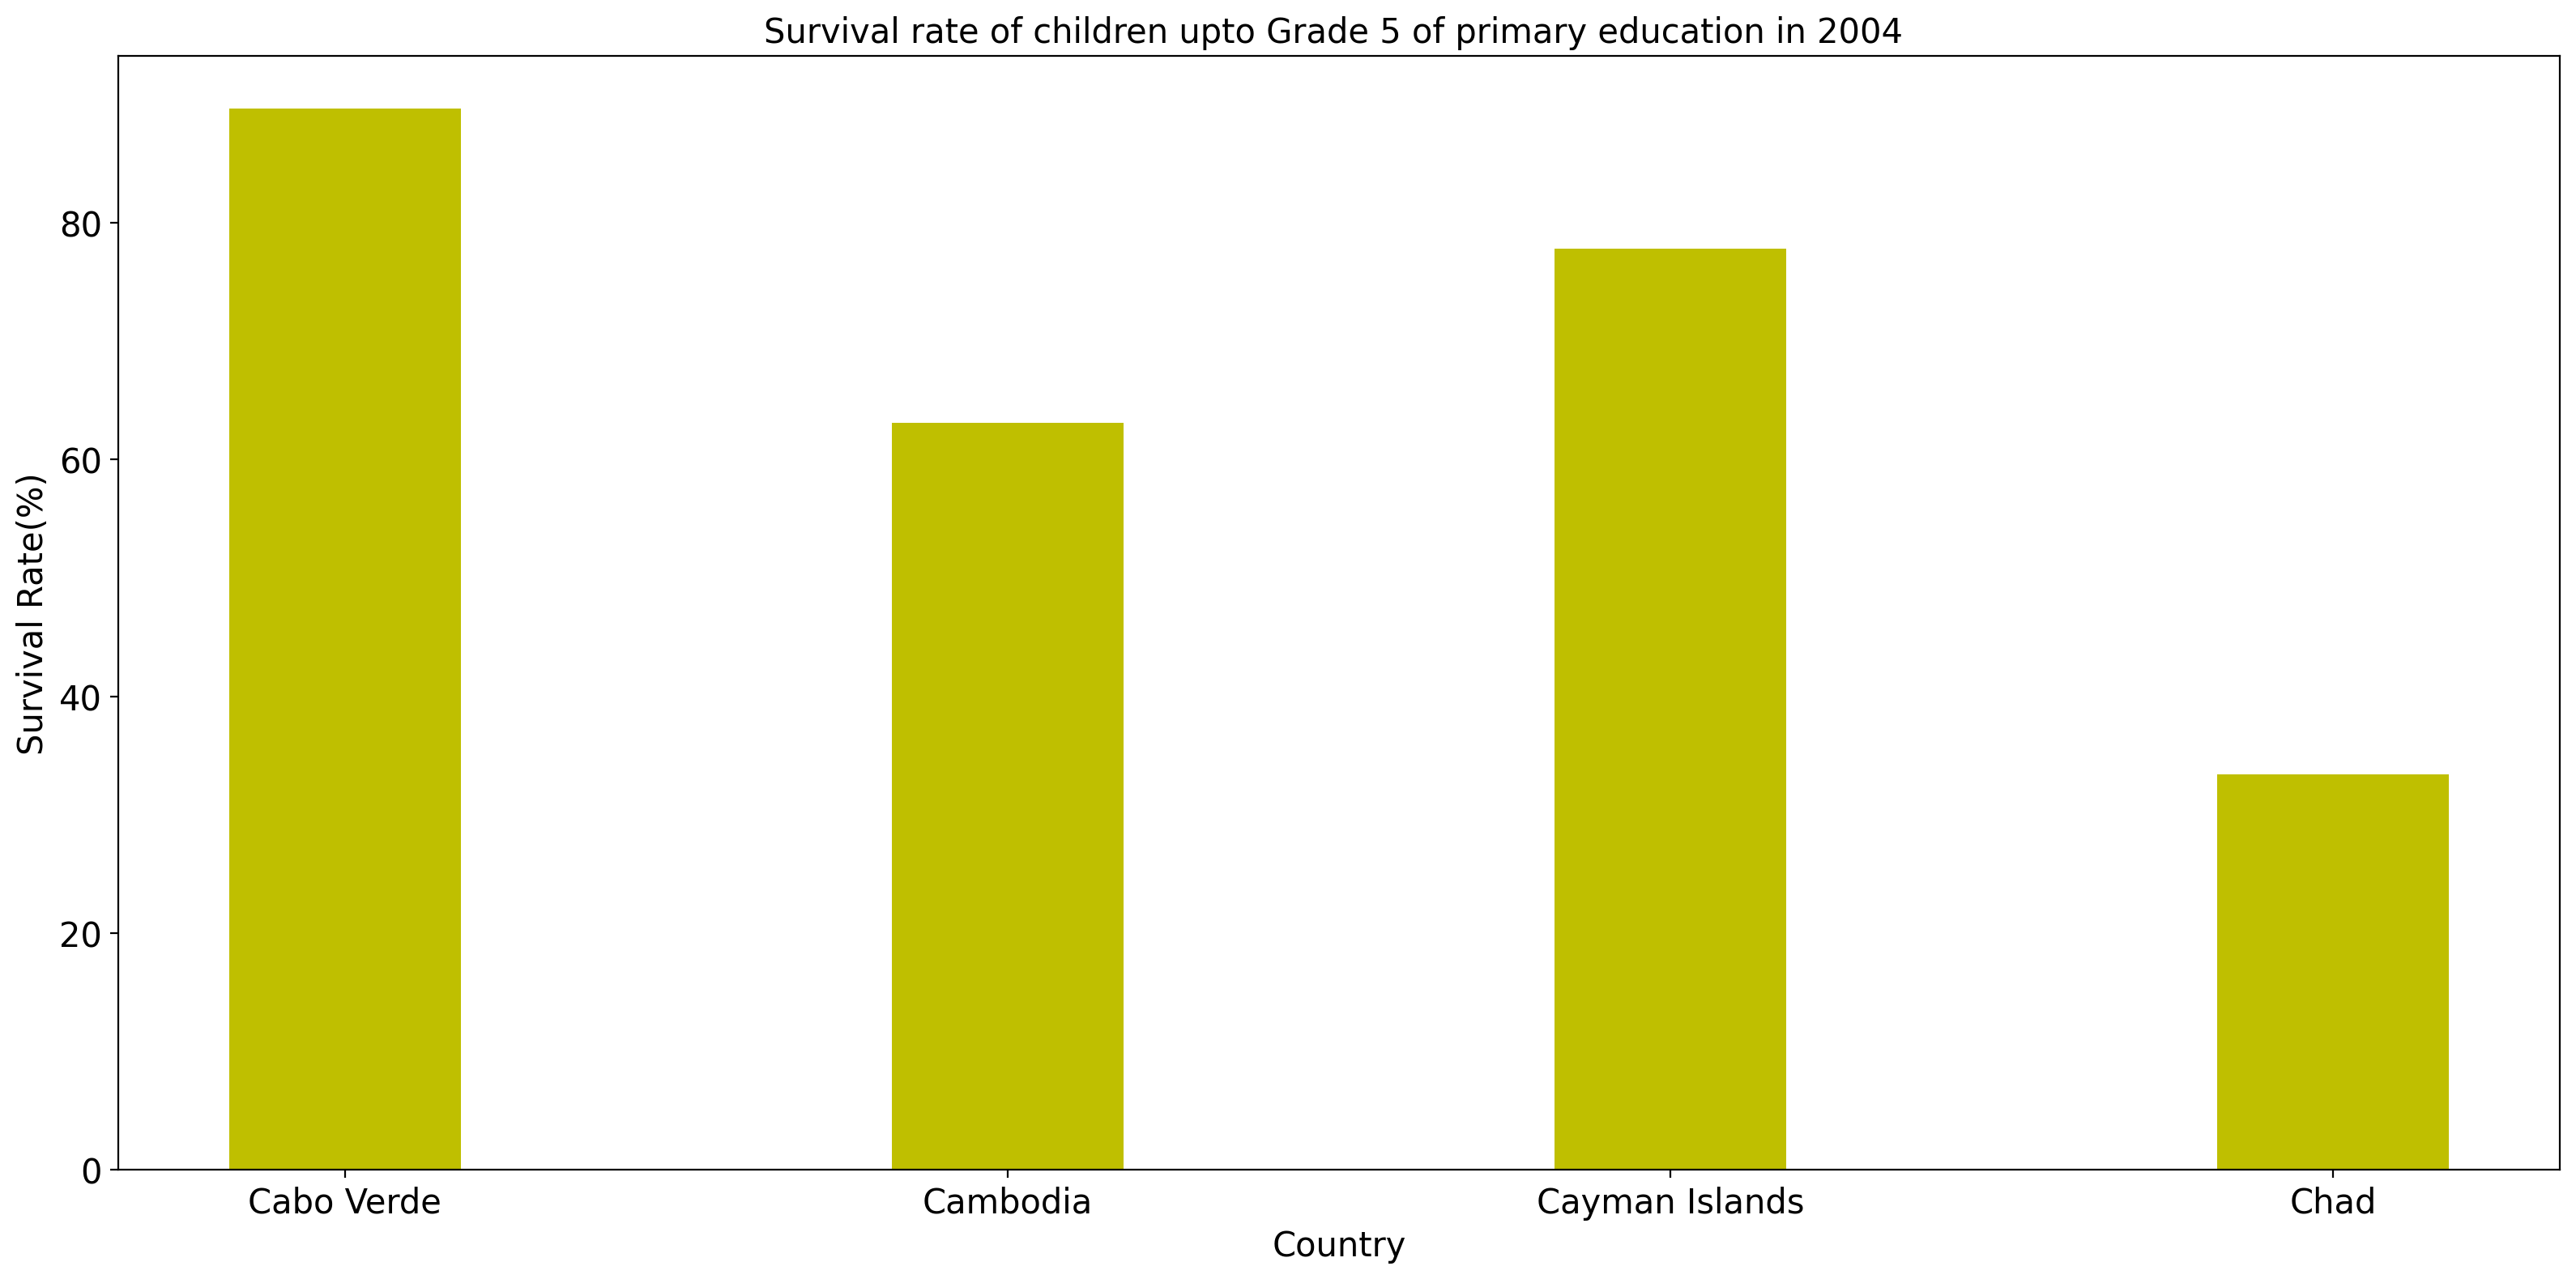 Survival rate of children upto Grade 5 of primary education in 2004
Survival Rate(%)
80
60
40
20
0
Cabo Verde
Cambodia
Cayman Islands
Chad
Country